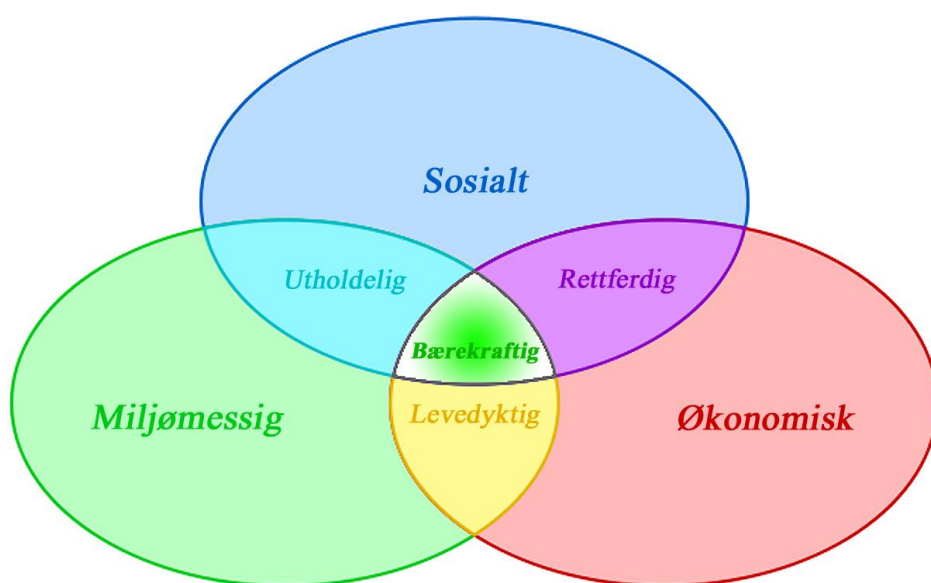 Sosialt
Utholdelig
Rettferdig
Bærekraftig
Miljømessig
Levedyktig
Økonomisk